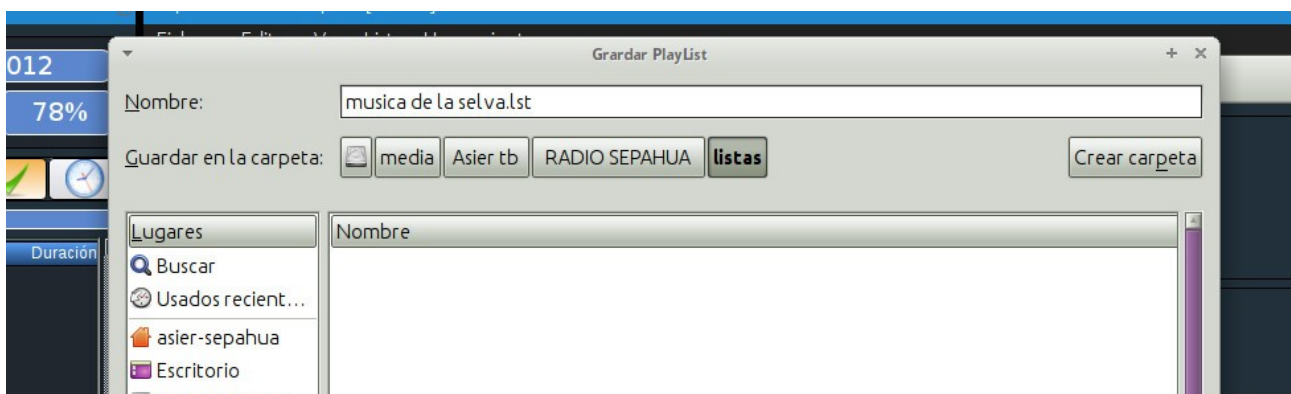 Grardar PlayList
012
Nombre:
musica de la selva.lst
78%
Guardar en la carpeta:
media
Asier tb
RADIO SEPAHUA
listas
Crear carpeta
Lugares
Nombre
Duración
Buscar
Usados recient...
asier-sepahua
Escritorio